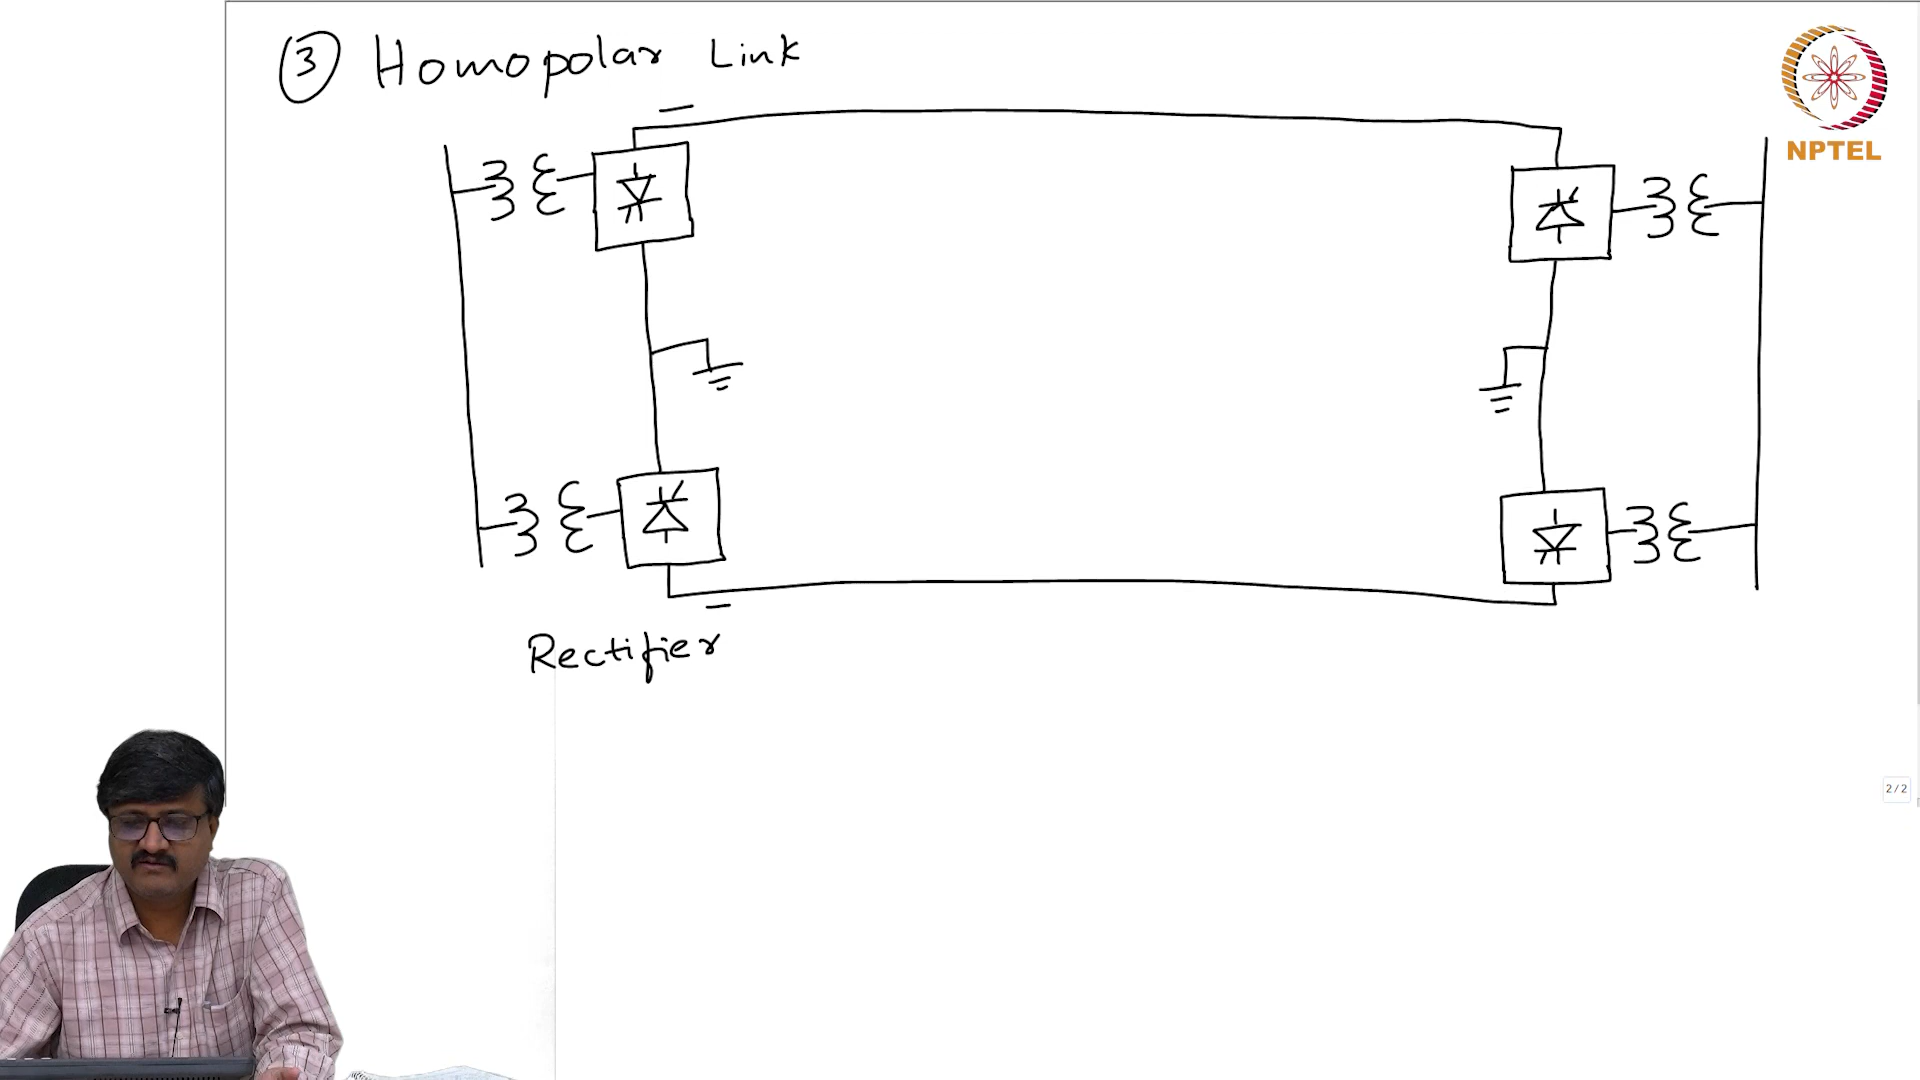 ③ Homopolar Link
NPTEL
Rectifier
2/2